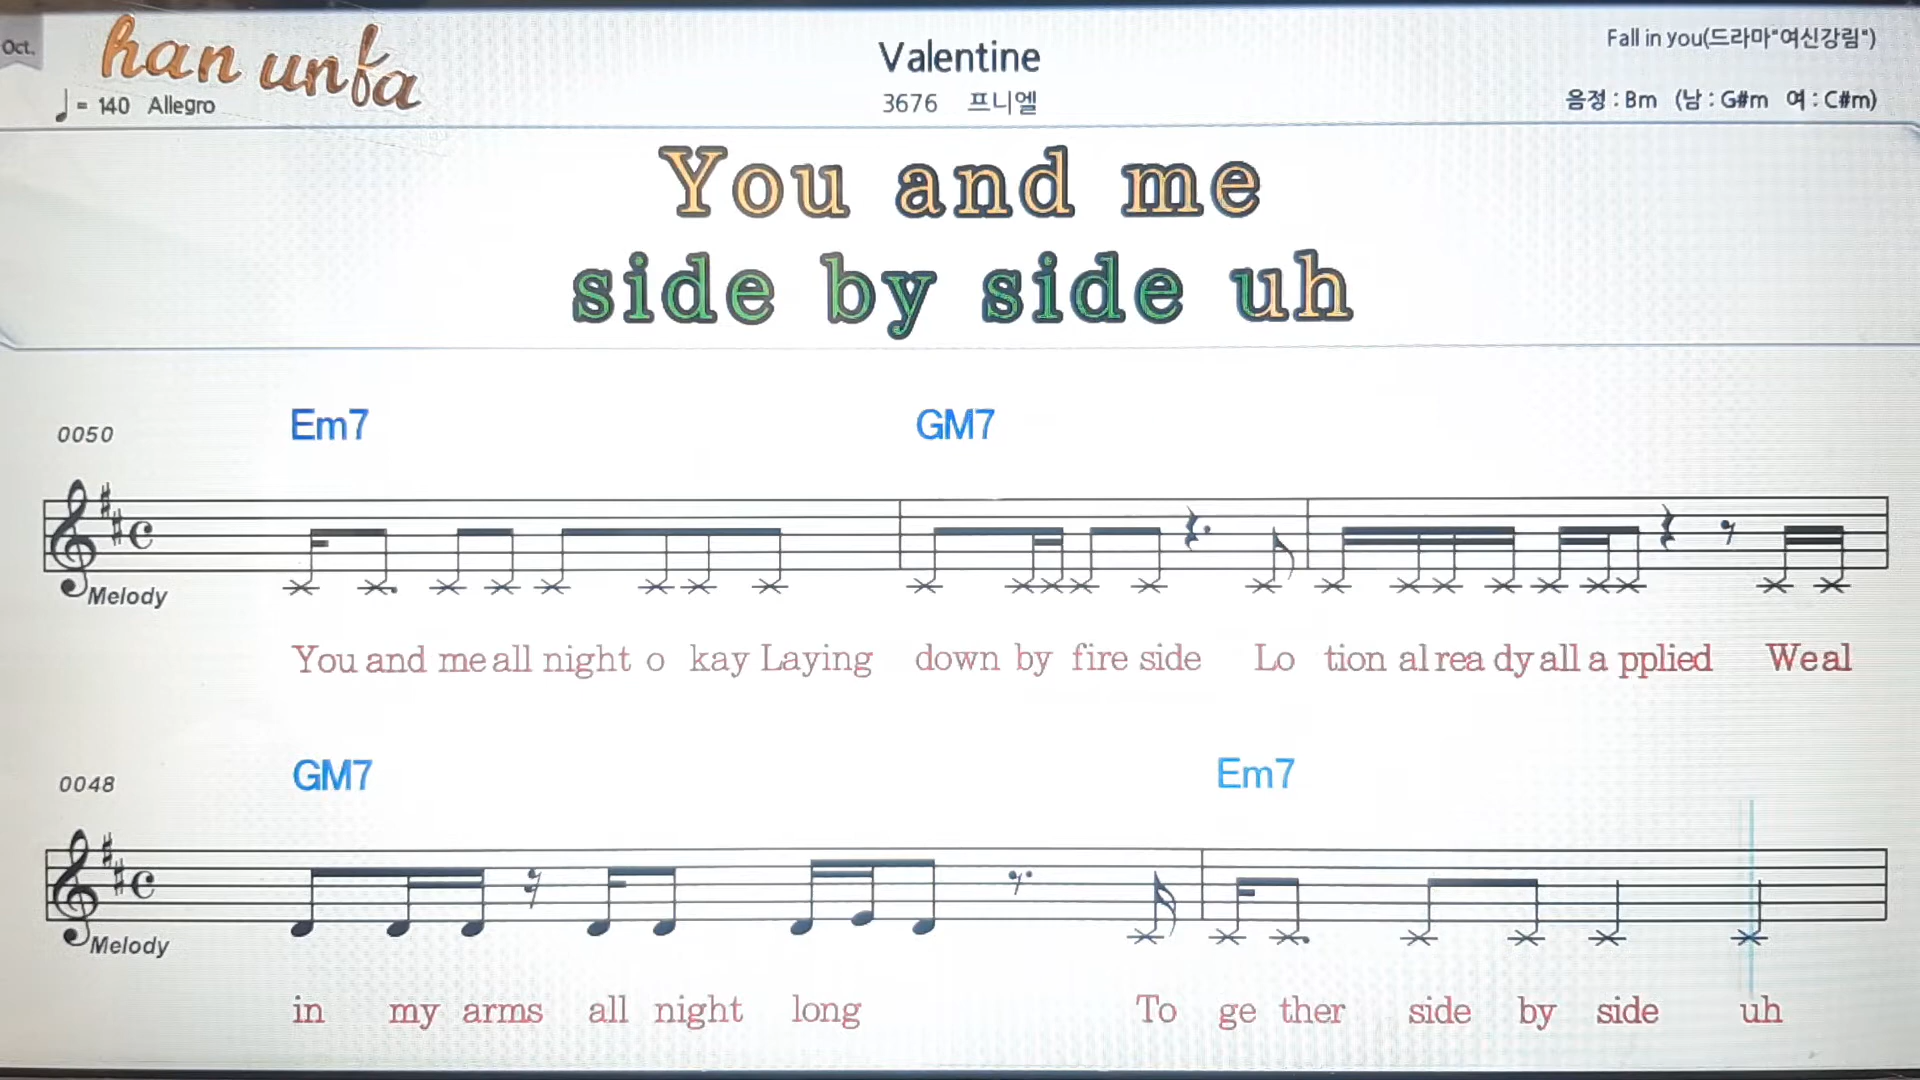 Oct.
han unfa
= 140 Allegro
Valentine
3676 프니엘
Fall in you(드라마"여신강림")
음정 : Bm (남 : G#m 여 : C#m)
You and me
side by side uh
0050 Em7 GM7
Melody
You and me all night o kay Laying down by fire side Lo tion al rea dy all a pplied We al
0048 GM7 Em7
Melody
in my arms all night long To ge ther side by side uh